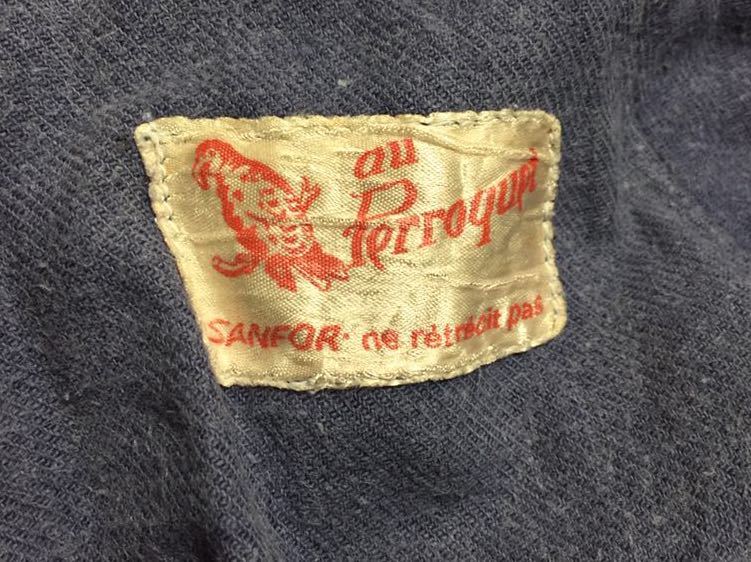 au
Perroquet
SANFOR· ne rétrécit pas